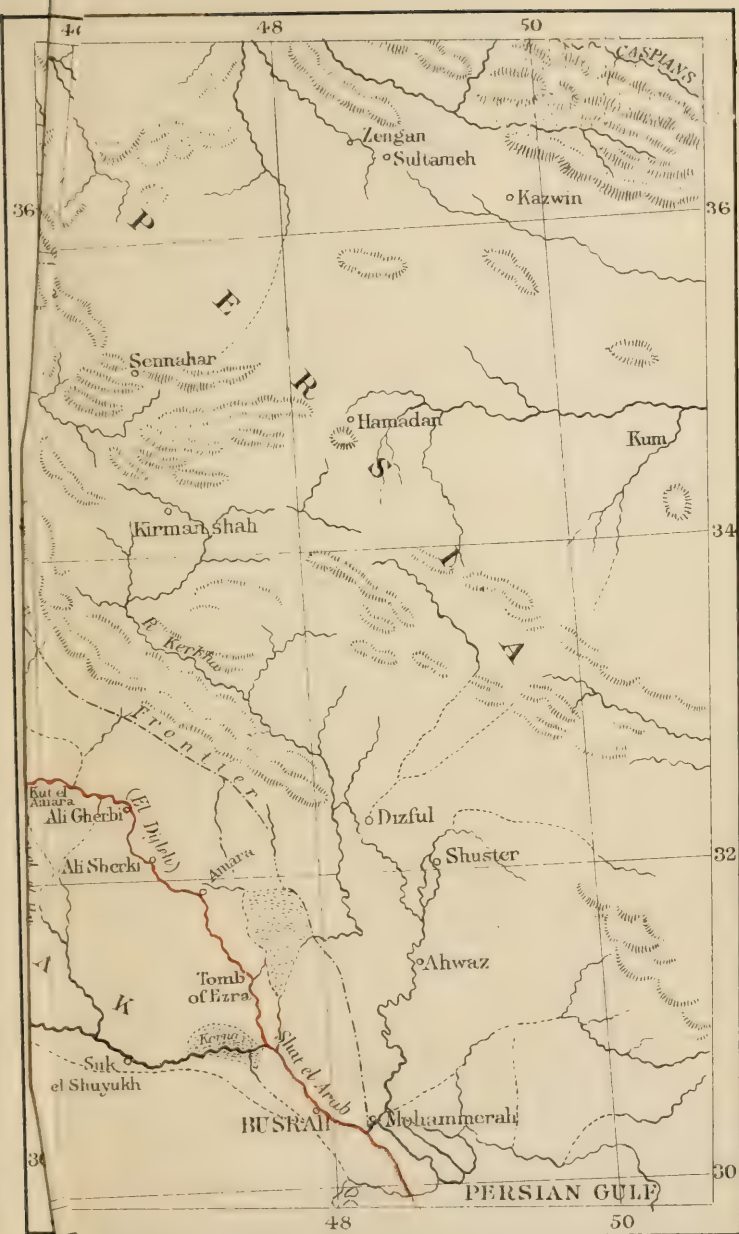 48
50
CASPIANS
Zengan
Sultameh
Kazwin
36
36
PERSIA
Sennahar
Hamadan
Kum
Kirmanshah
34
R. Kerkha
Frontier
Kut el
Amara
Ali Gherbi
(El Dijleh)
Dizful
Ali Sherki
Amara
Shuster
32
AK
Ahwaz
Tomb
of Ezra
Kerna
Suk
el Shuyukh
Shat el Arab
BUSRAH
Mohammerah
30
PERSIAN GULF
48
50